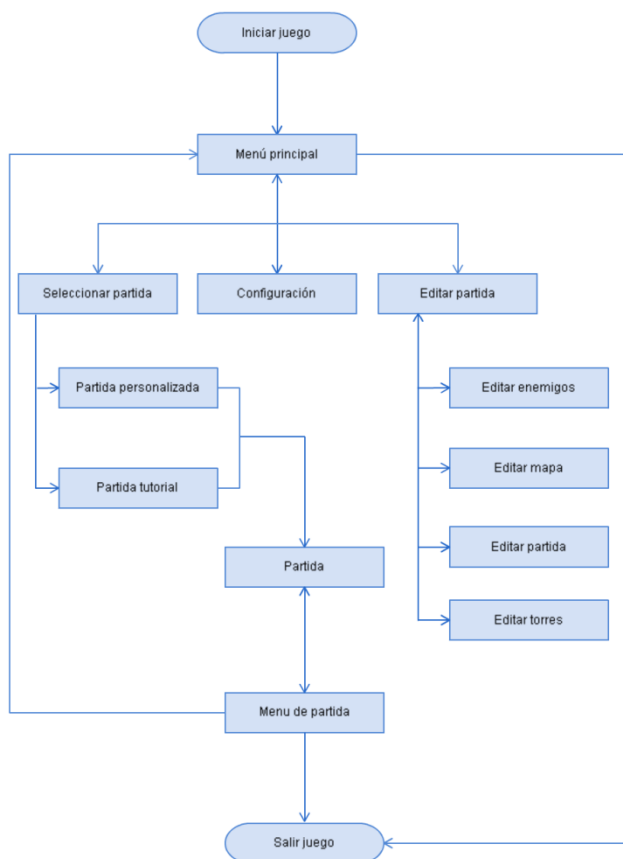 Iniciar juego
Menú principal
Seleccionar partida
Configuración
Editar partida
Partida personalizada
Editar enemigos
Partida tutorial
Editar mapa
Partida
Editar partida
Editar torres
Menu de partida
Salir juego